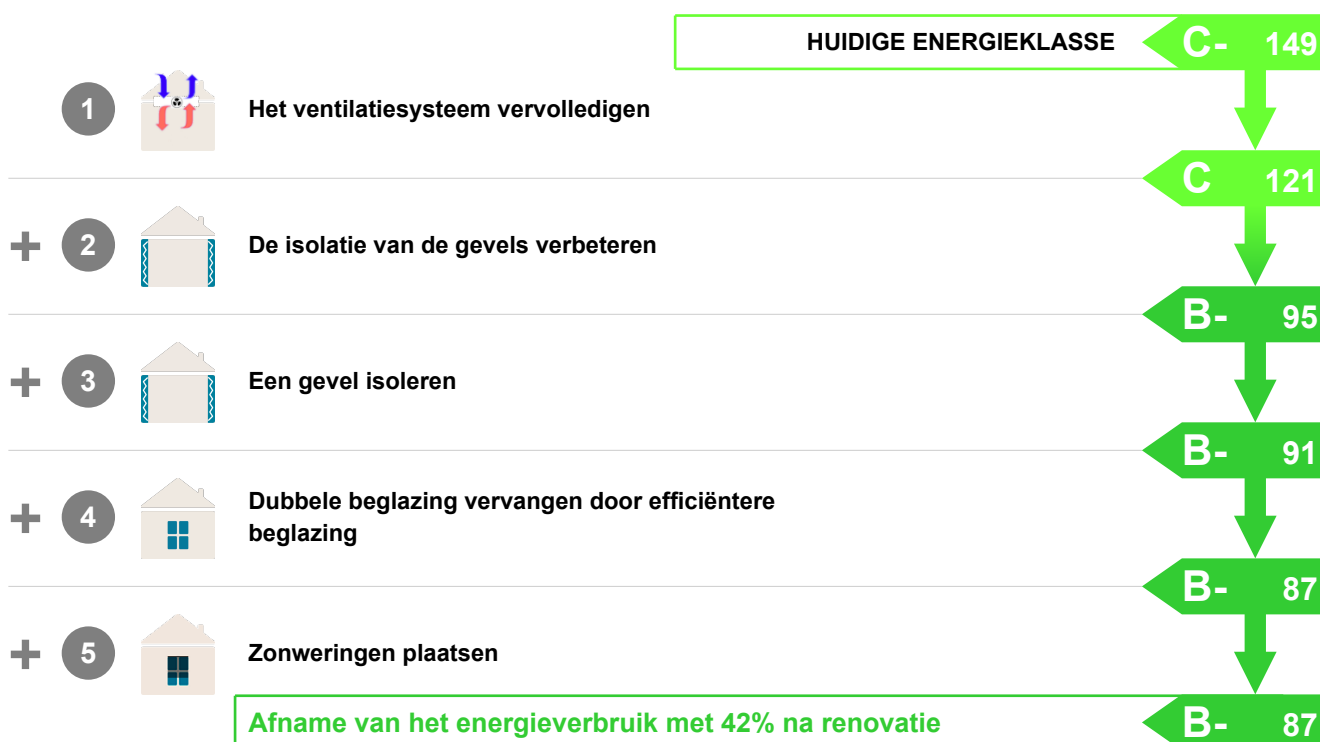 HUIDIGE ENERGIEKLASSE C- 149
1 Het ventilatiesysteem vervolledigen
C 121
+ 2 De isolatie van de gevels verbeteren
B- 95
+ 3 Een gevel isoleren
B- 91
+ 4 Dubbele beglazing vervangen door efficiëntere
beglazing
B- 87
+ 5 Zonweringen plaatsen
Afname van het energieverbruik met 42% na renovatie B- 87